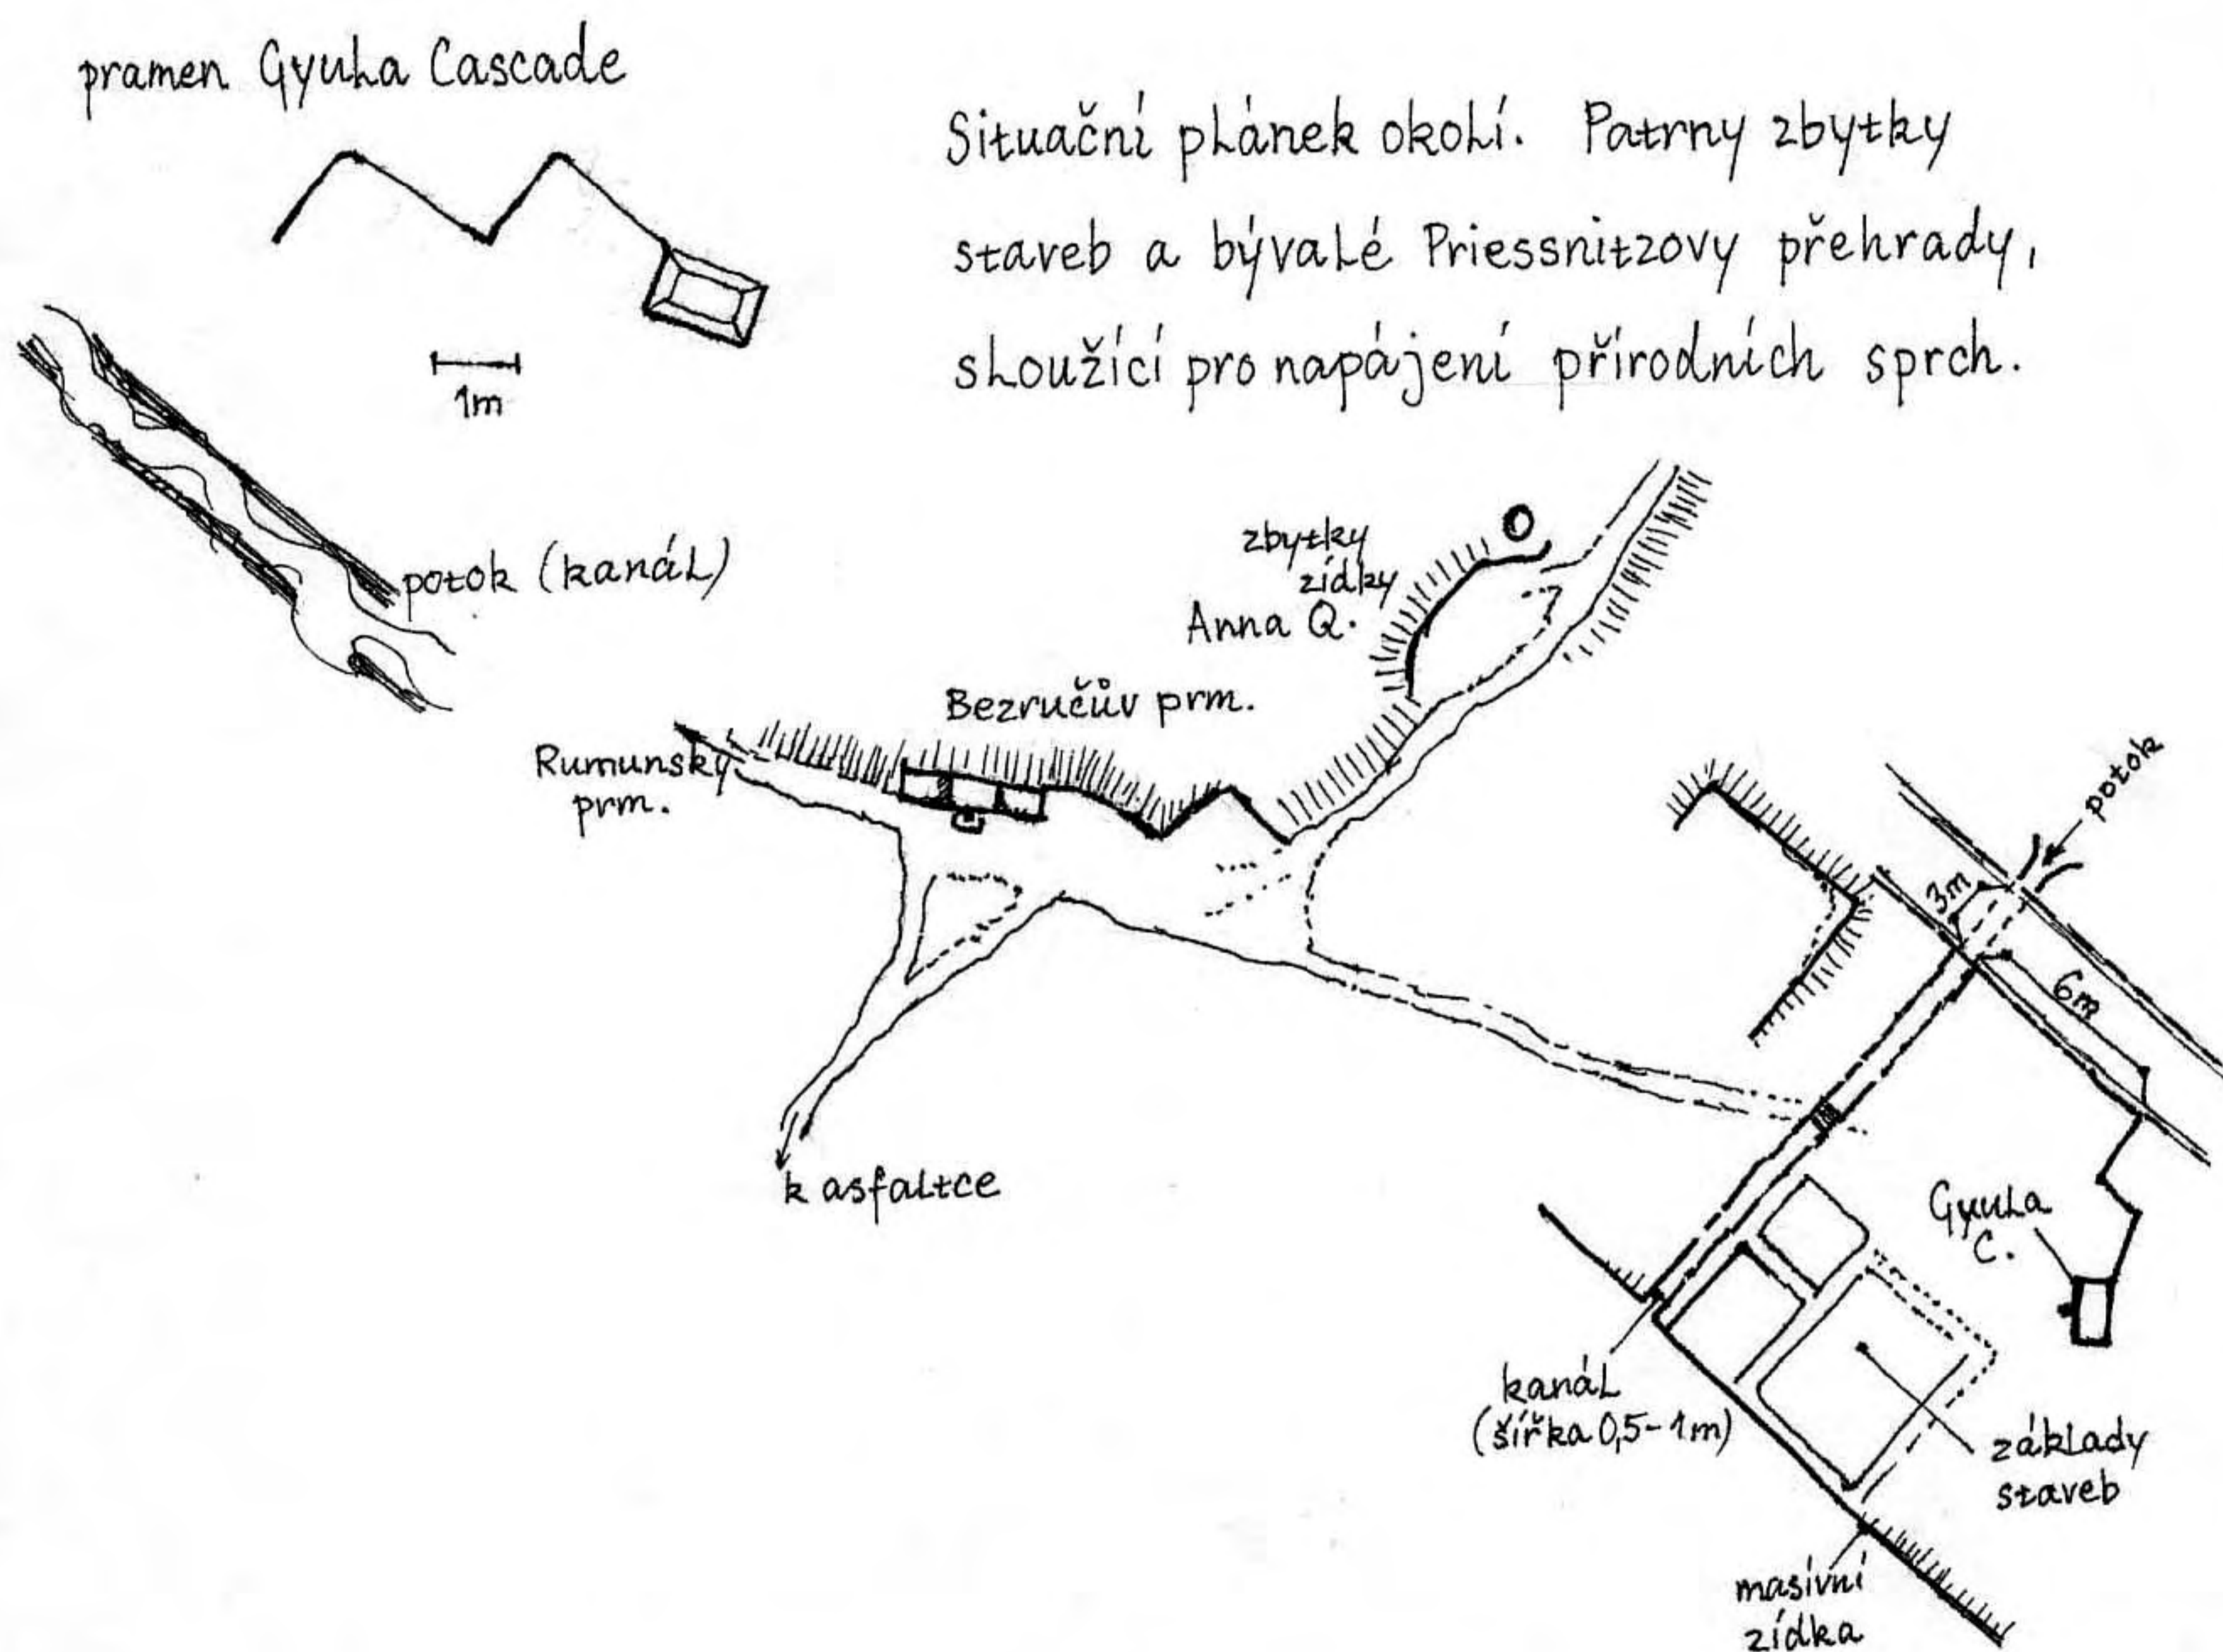 pramen Gyula Cascade
Situační plánek okolí. Patrny zbytky
staveb a bývalé Priessnitzovy přehrady,
sloužící pro napájení přírodních sprch.
1m
potok (kanál)
zbytky
zídky
Anna Q.
Bezručův prm.
Rumunský
prm.
potok
3m
6m
k asfaltce
Gyula
C.
kanál
(šířka 0,5-1m)
základy
staveb
masívní
zídka